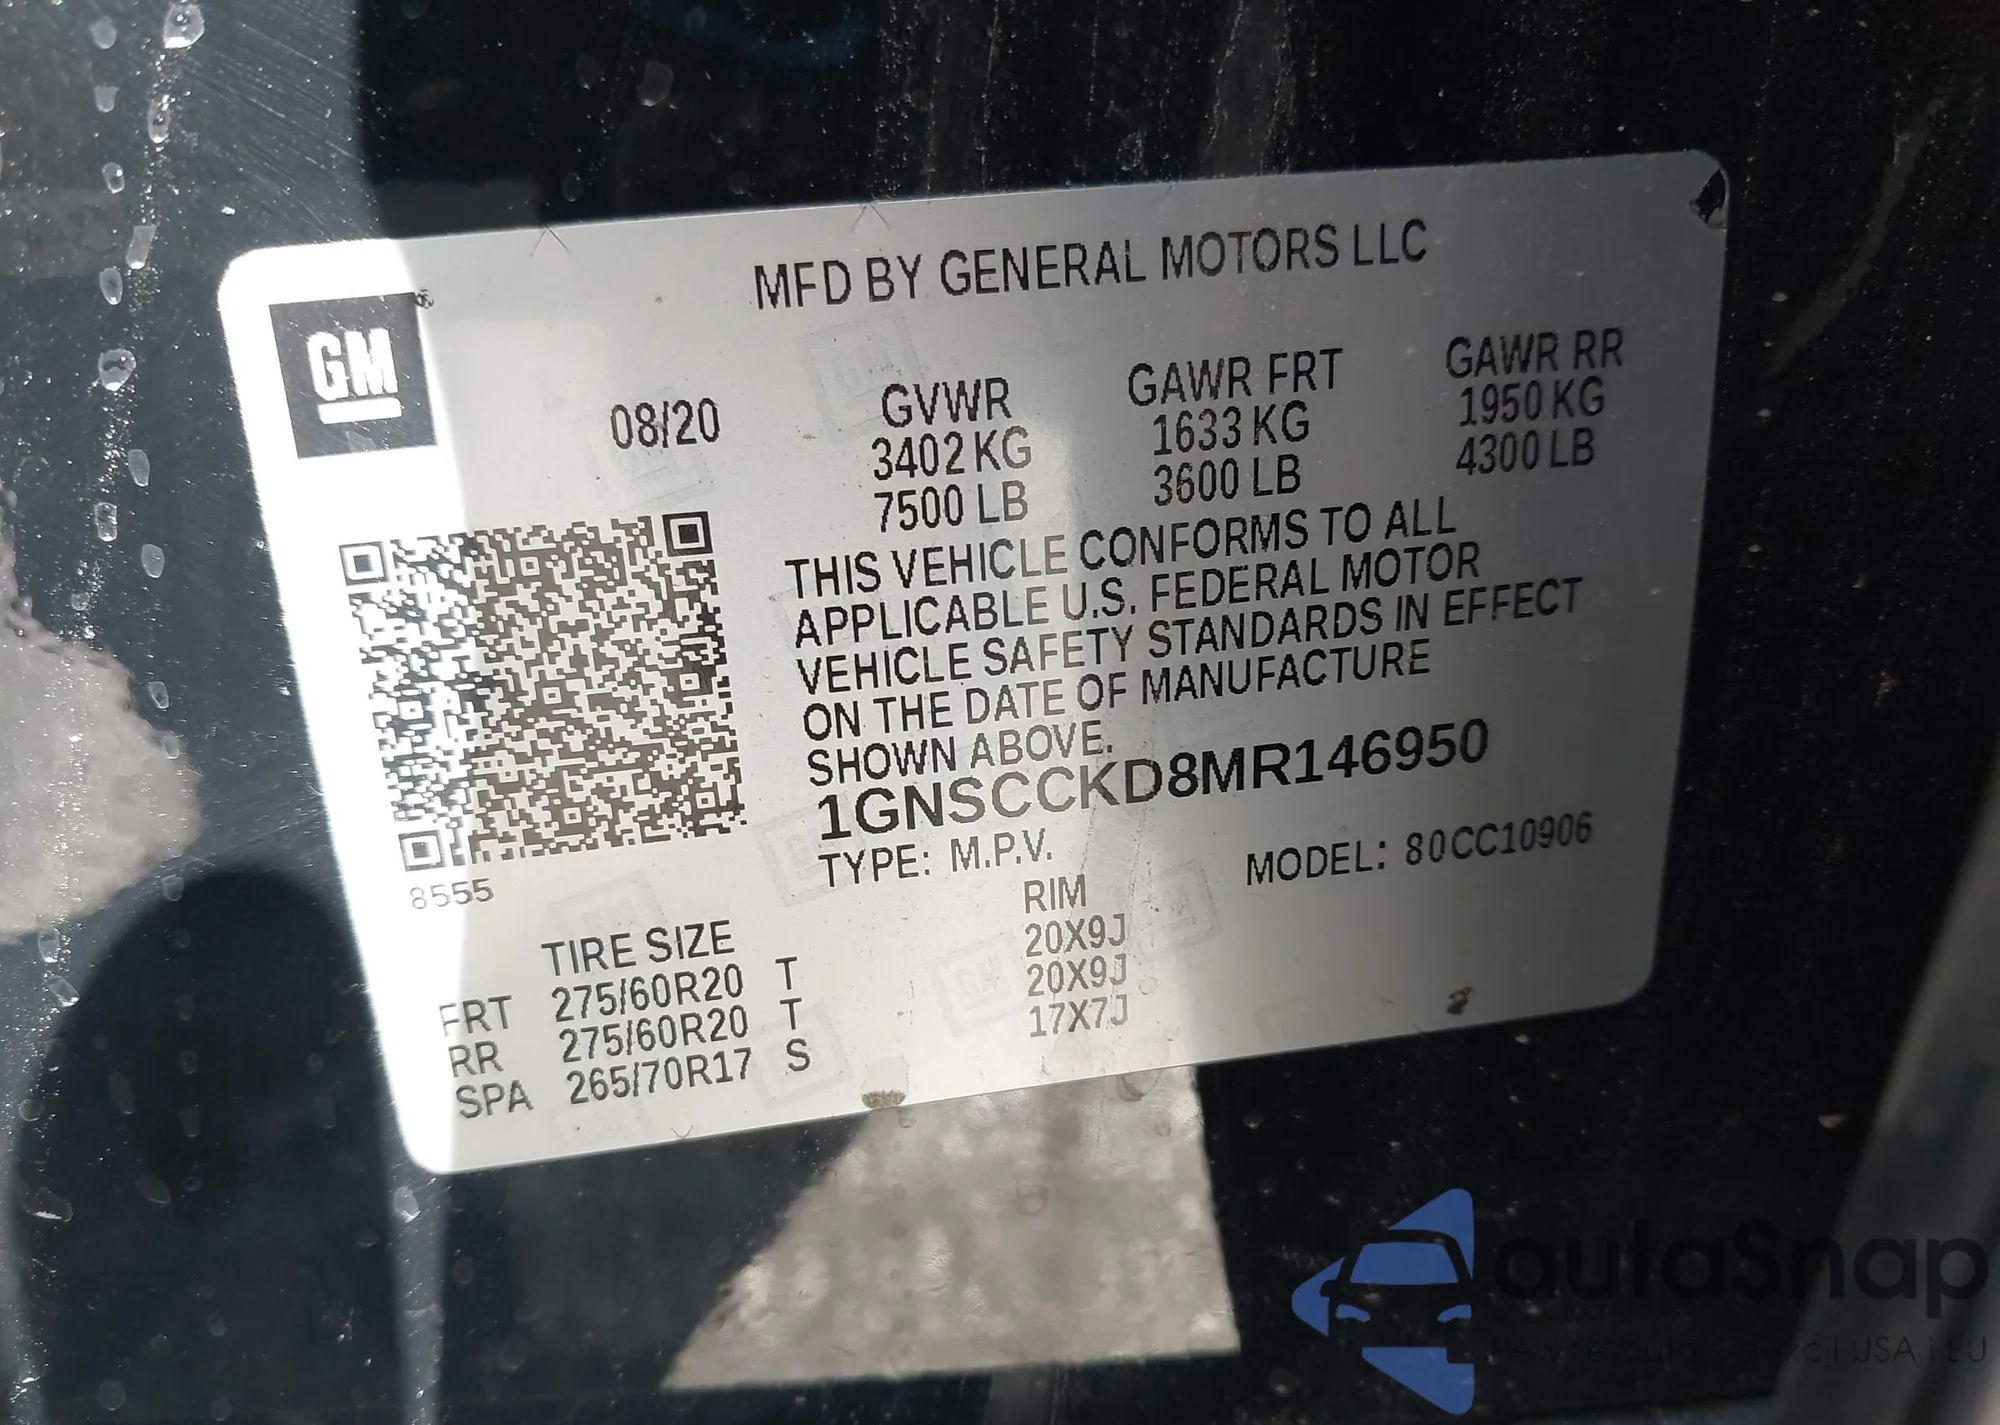 MFD BY GENERAL MOTORS LLC
GM ®
08/20
GVWR GAWR FRT GAWR RR
3402 KG 1633 KG 1950 KG
7500 LB 3600 LB 4300 LB
THIS VEHICLE CONFORMS TO ALL
APPLICABLE U.S. FEDERAL MOTOR
VEHICLE SAFETY STANDARDS IN EFFECT
ON THE DATE OF MANUFACTURE
SHOWN ABOVE.
1GNSCCKD8MR146950
TYPE: M.P.V. MODEL: 80CC10906
8555
TIRE SIZE RIM
FRT 275/60R20 T 20X9J
RR 275/60R20 T 20X9J
SPA 265/70R17 S 17X7J
autaSnap
USA i EU